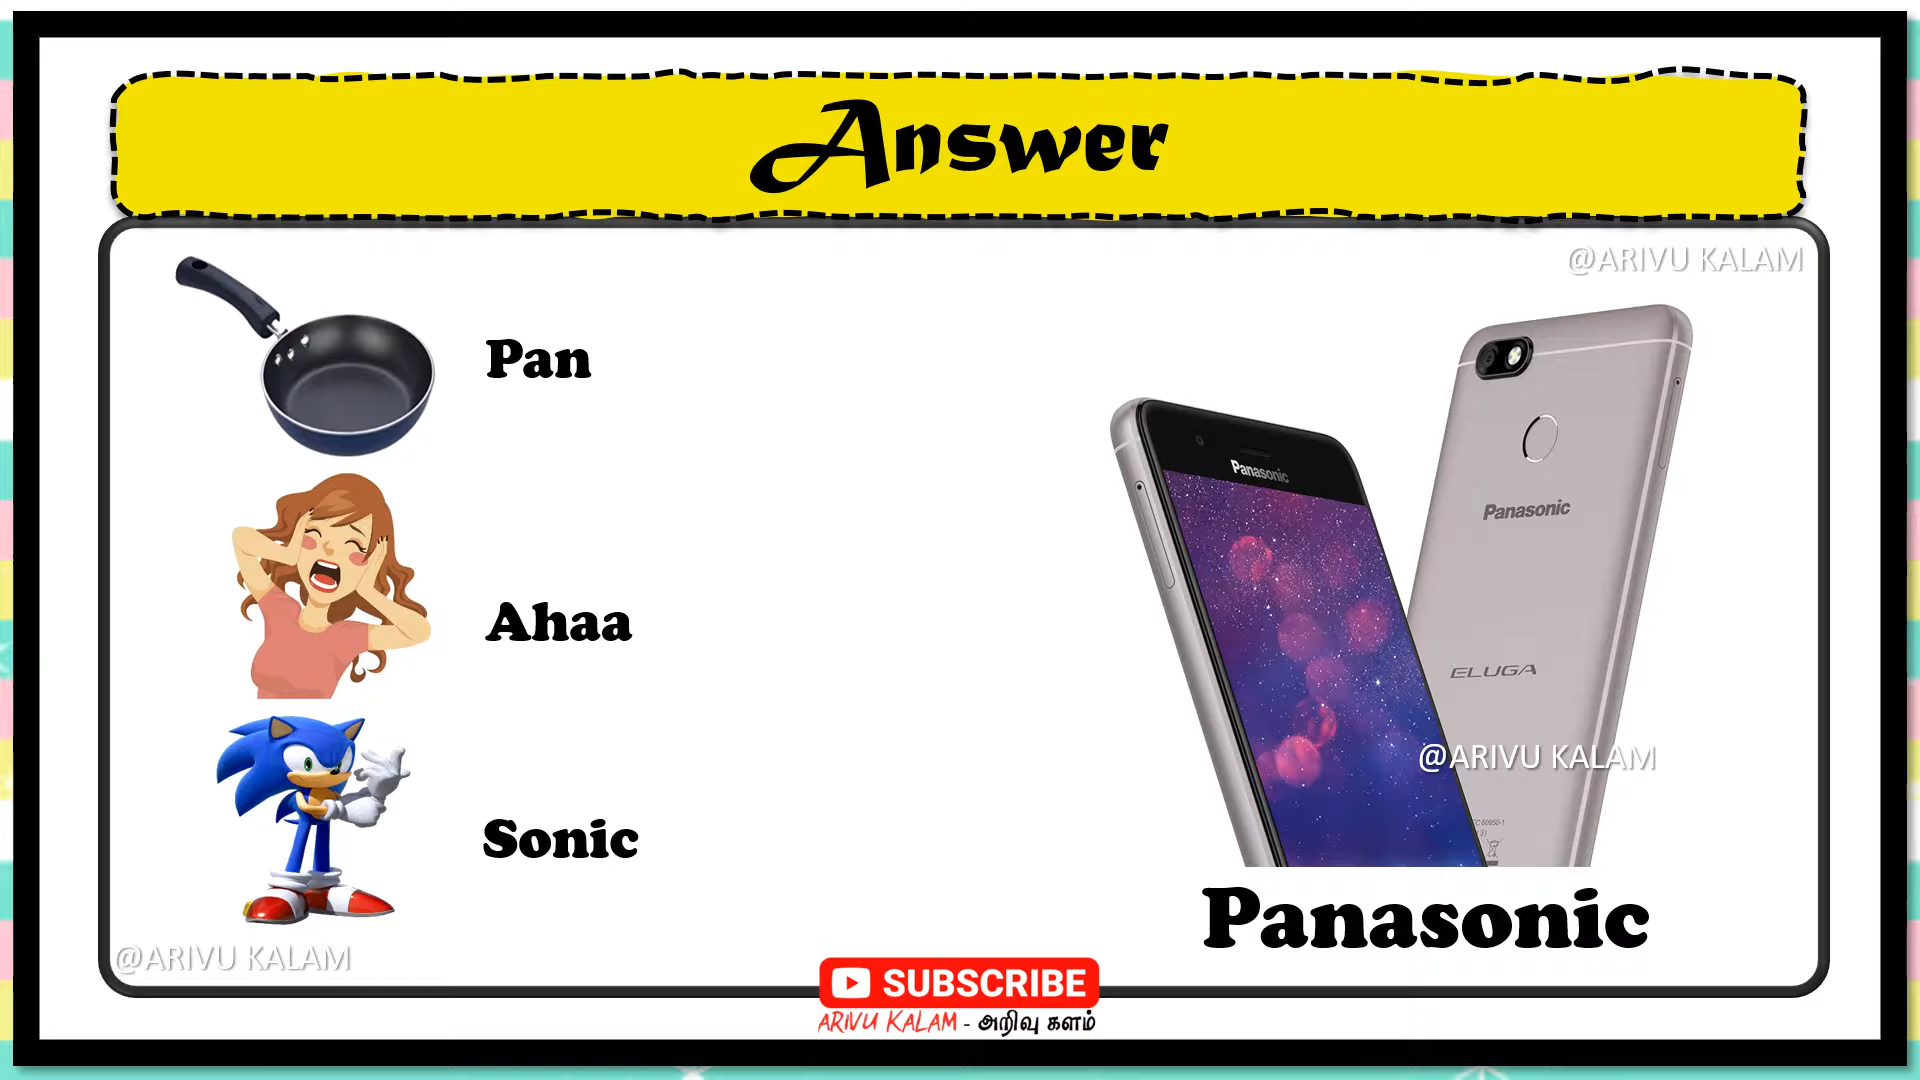 Answer
@ARIVU KALAM
Pan
Panasonic
Panasonic
Ahaa
ELUGA
@ARIVU KALAM
Sonic
Panasonic
@ARIVU KALAM
SUBSCRIBE
ARIVU KALAM - அறிவு களம்